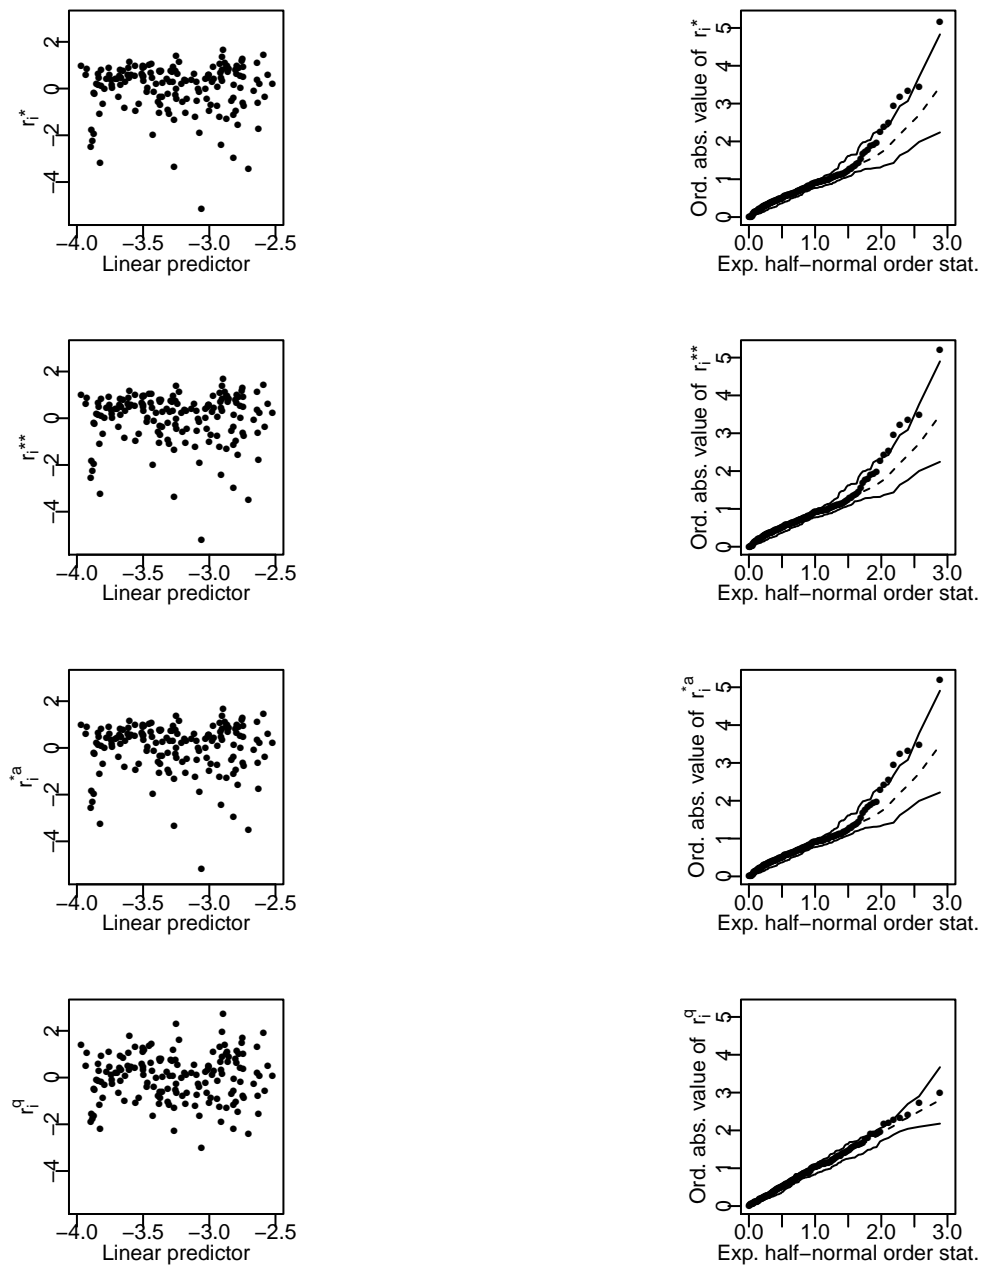 r_i^*
2
0
−2
−4
−4.0 −3.5 −3.0 −2.5
Linear predictor
Ord. abs. value of r_i^*
5
4
3
2
1
0
0.0 1.0 2.0 3.0
Exp. half−normal order stat.
r_i^**
2
0
−2
−4
−4.0 −3.5 −3.0 −2.5
Linear predictor
Ord. abs. value of r_i^**
5
4
3
2
1
0
0.0 1.0 2.0 3.0
Exp. half−normal order stat.
r_i^*a
2
0
−2
−4
−4.0 −3.5 −3.0 −2.5
Linear predictor
Ord. abs. value of r_i^*a
5
4
3
2
1
0
0.0 1.0 2.0 3.0
Exp. half−normal order stat.
r_i^q
2
0
−2
−4
−4.0 −3.5 −3.0 −2.5
Linear predictor
Ord. abs. value of r_i^q
5
4
3
2
1
0
0.0 1.0 2.0 3.0
Exp. half−normal order stat.